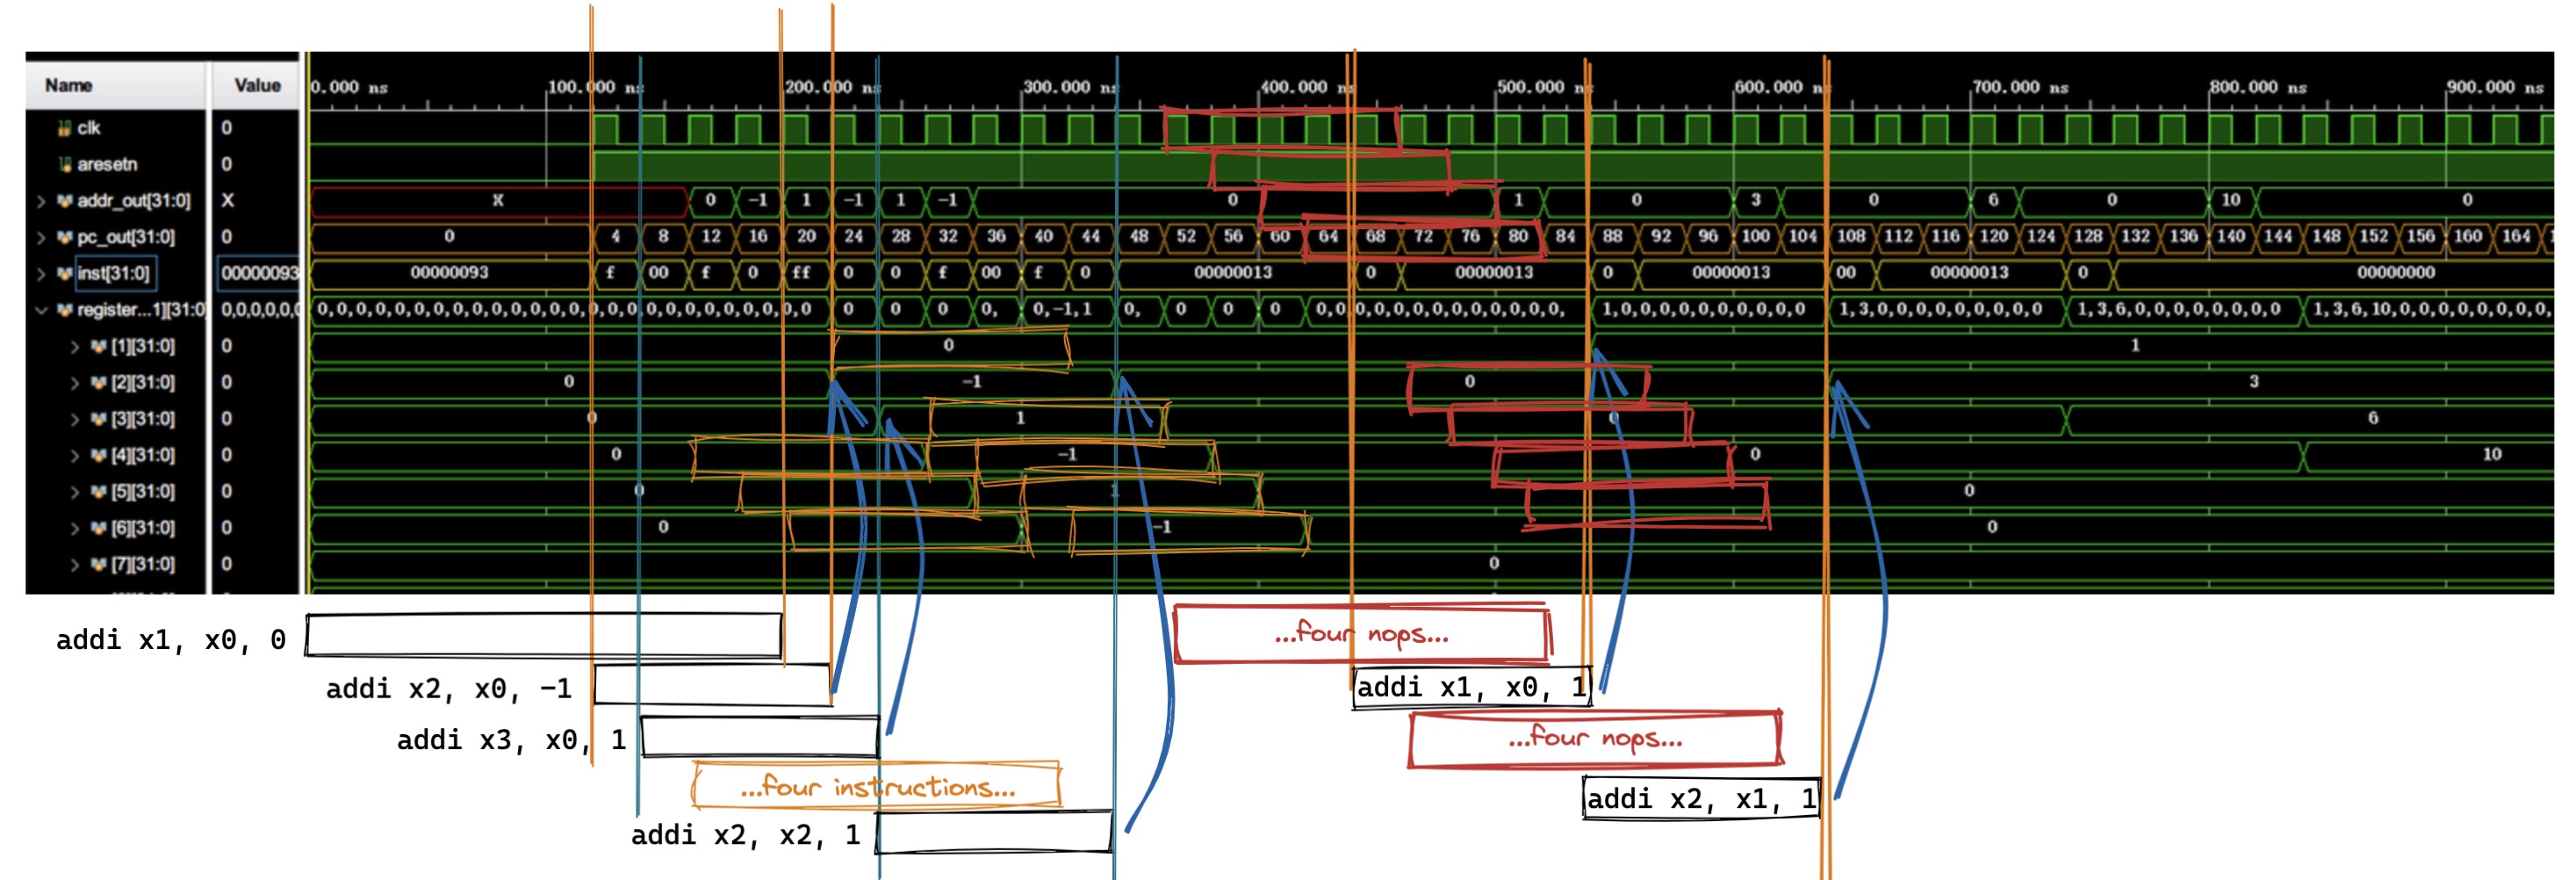 Name Value 0.000 ns 100.000 ns 200.000 ns 300.000 ns 400.000 ns 500.000 ns 600.000 ns 700.000 ns 800.000 ns 900.000 ns
clk 0
aresetn 0
addr_out[31:0] X X 0 -1 1 -1 1 -1 0 1 0 3 0 6 0 10 0
pc_out[31:0] 0 0 4 8 12 16 20 24 28 32 36 40 44 48 52 56 60 64 68 72 76 80 84 88 92 96 100 104 108 112 116 120 124 128 132 136 140 144 148 152 156 160 164
inst[31:0] 00000093 00000093 f 00 f 0 ff 0 0 f 00 f 0 00000013 0 00000013 0 00000013 00 00000013 0 00000000
register...1][31:0 0,0,0,0,0,0 0,0,0,0,0,0,0,0,0,0,0,0,0,0,0,0,0,0,0,0,0 0 0 0 0, 0,-1,1 0, 0 0 0 0,0,0,0,0,0,0,0,0,0,0,0,0, 1,0,0,0,0,0,0,0,0,0,0 1,3,0,0,0,0,0,0,0,0,0 1,3,6,0,0,0,0,0,0,0,0 1,3,6,10,0,0,0,0,0,0,0,
[1][31:0] 0 0 1
[2][31:0] 0 0 -1 0 3
[3][31:0] 0 0 1 0 6
[4][31:0] 0 0 -1 0 10
[5][31:0] 0 0 1 0
[6][31:0] 0 0 -1 0
[7][31:0] 0 0
addi x1, x0, 0
...four nops...
addi x2, x0, -1
addi x1, x0, 1
addi x3, x0, 1
...four nops...
...four instructions...
addi x2, x1, 1
addi x2, x2, 1